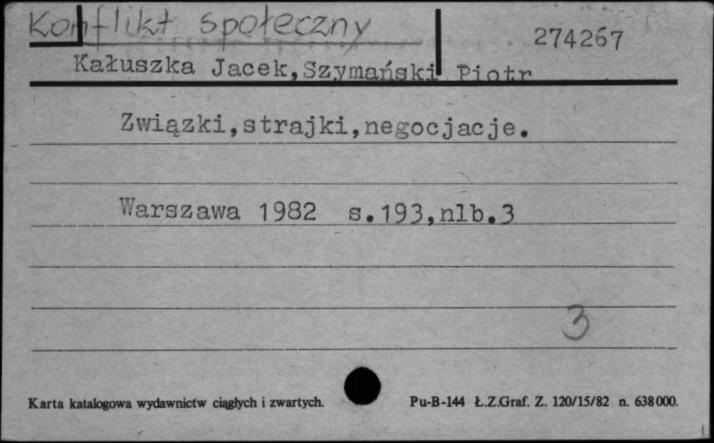 Konflikt społeczny
274267
Kałuszka Jacek,Szymański Piotr
Związki,strajki,negocjacje.
Warszawa 1982 s.193,nlb.3
3
Karta katalogowa wydawnictw ciągłych i zwartych. Pu-B-144 Ł.Z.Graf. Z. 120/15/82 n. 638000.